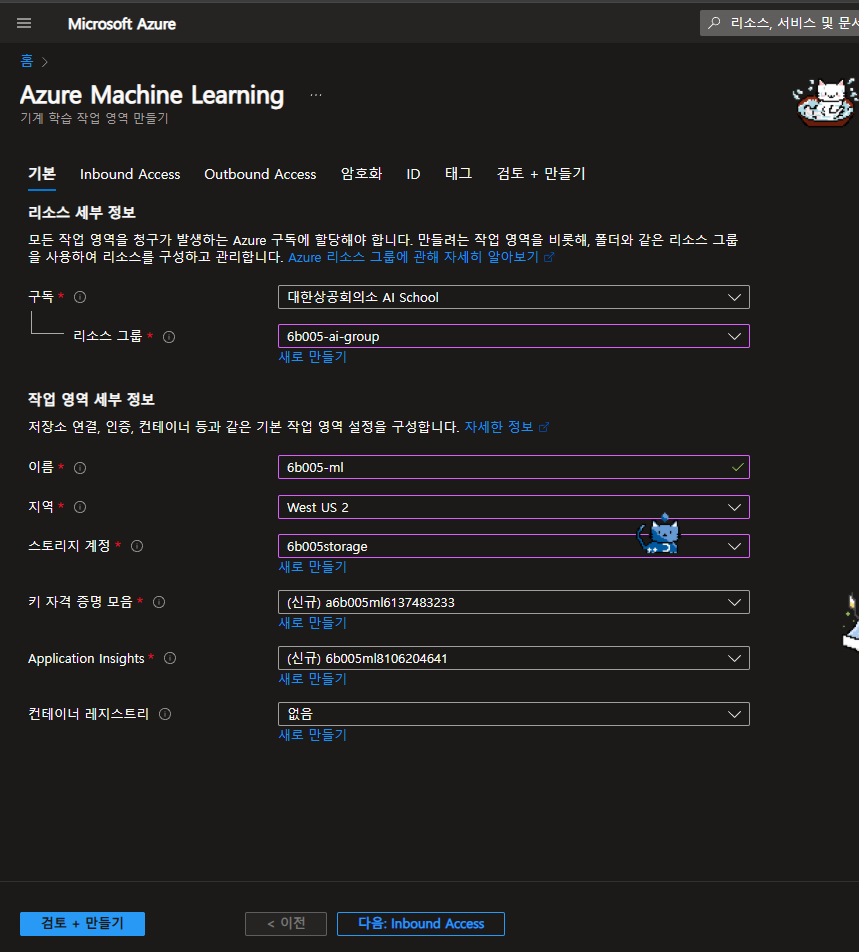 Microsoft Azure
리소스, 서비스 및 문서
홈 >
Azure Machine Learning ...
기계 학습 작업 영역 만들기
기본 Inbound Access Outbound Access 암호화 ID 태그 검토 + 만들기
리소스 세부 정보
모든 작업 영역을 청구가 발생하는 Azure 구독에 할당해야 합니다. 만들려는 작업 영역을 비롯해, 폴더와 같은 리소스 그룹
을 사용하여 리소스를 구성하고 관리합니다. Azure 리소스 그룹에 관해 자세히 알아보기
구독 * 대한상공회의소 AI School
리소스 그룹 * 6b005-ai-group
새로 만들기
작업 영역 세부 정보
저장소 연결, 인증, 컨테이너 등과 같은 기본 작업 영역 설정을 구성합니다. 자세한 정보
이름 * 6b005-ml
지역 * West US 2
스토리지 계정 * 6b005storage
새로 만들기
키 자격 증명 모음 * (신규) a6b005ml6137483233
새로 만들기
Application Insights * (신규) 6b005ml8106204641
새로 만들기
컨테이너 레지스트리 없음
새로 만들기
검토 + 만들기 < 이전 다음: Inbound Access